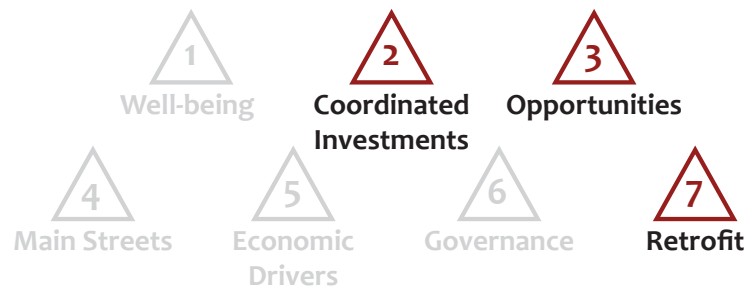 1 2 3
Well-being Coordinated Opportunities
Investments
4 5 6 7
Main Streets Economic Governance Retrofit
Drivers